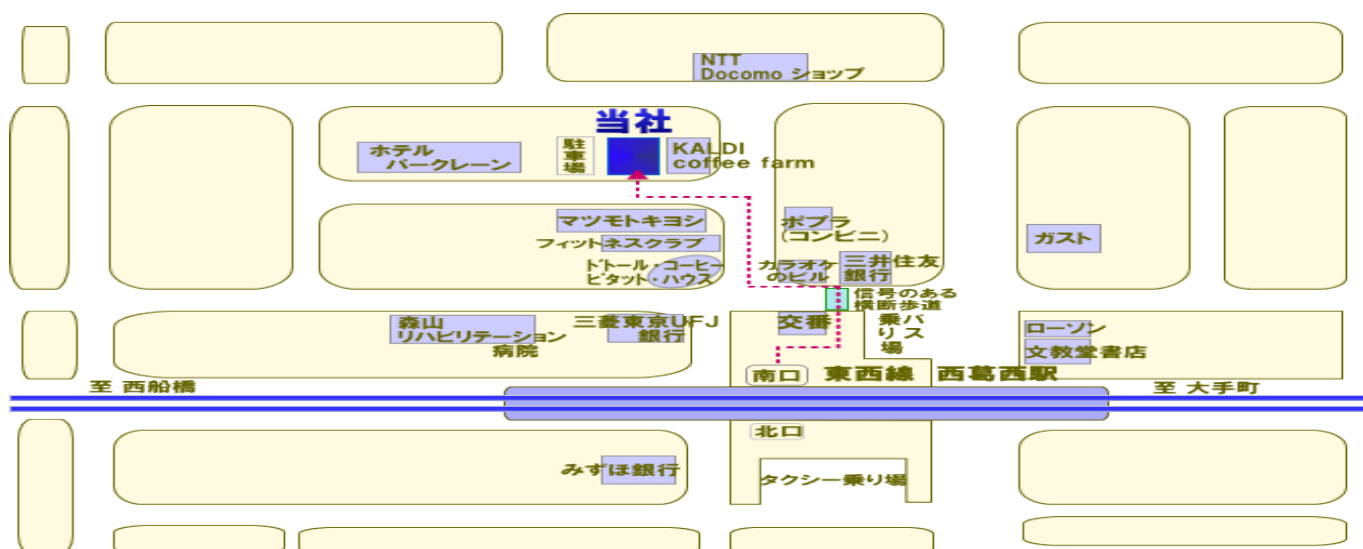 NTT
Docomo ショップ
当社
ホテル
パークレーン
駐車場
KALDI
coffee farm
マツモトキヨシ
フィットネスクラブ
ドトール・コーヒー
ピタット・ハウス
ポプラ
(コンビニ)
カラオケ
のビル
三井住友
銀行
ガスト
信号のある
横断歩道
森山
リハビリテーション
病院
三菱東京UFJ
銀行
交番
バス
乗り場
ローソン
文教堂書店
至 西船橋
南口
東西線 西葛西駅
至 大手町
北口
みずほ銀行
タクシー乗り場